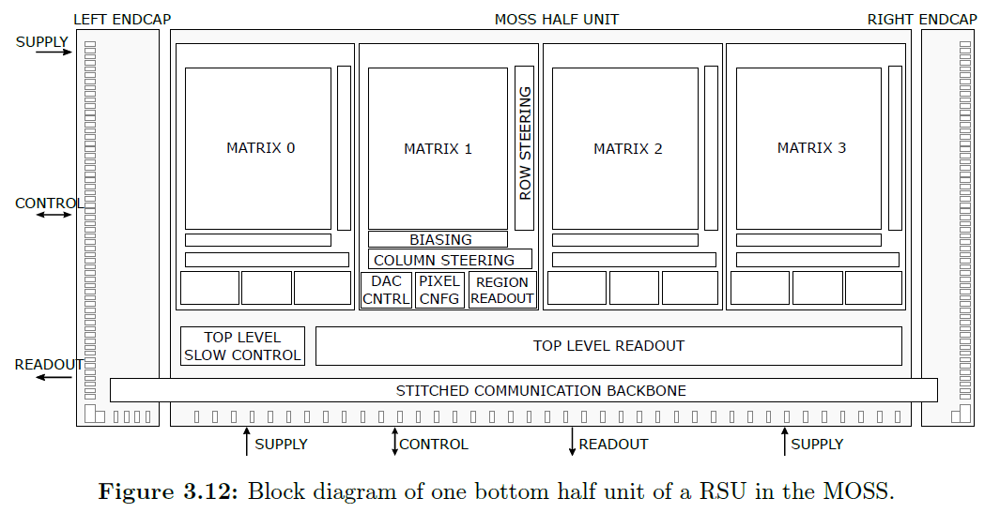 LEFT ENDCAP
MOSS HALF UNIT
RIGHT ENDCAP
SUPPLY
CONTROL
READOUT
MATRIX 0
MATRIX 1
ROW STEERING
MATRIX 2
MATRIX 3
BIASING
COLUMN STEERING
DAC
CNTRL
PIXEL
CNFG
REGION
READOUT
TOP LEVEL
SLOW CONTROL
TOP LEVEL READOUT
STITCHED COMMUNICATION BACKBONE
SUPPLY
CONTROL
READOUT
SUPPLY
Figure 3.12: Block diagram of one bottom half unit of a RSU in the MOSS.